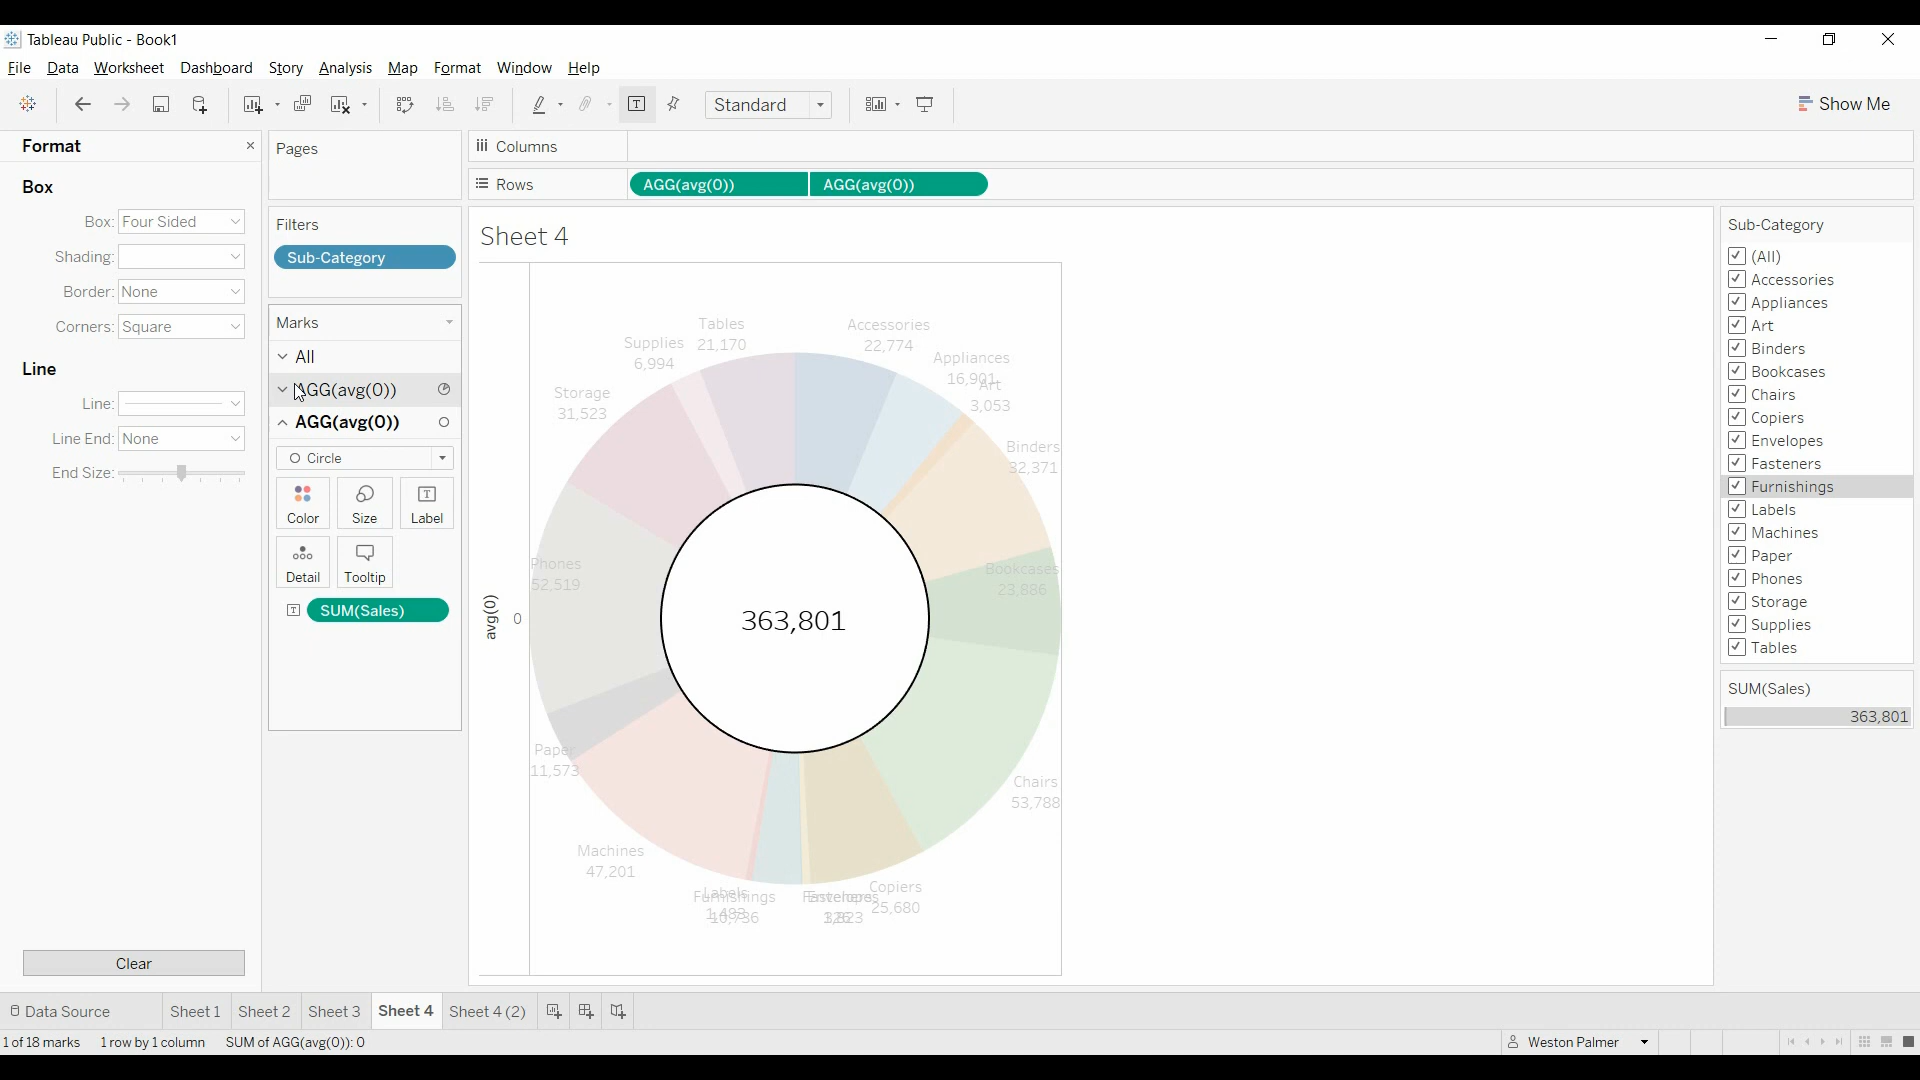 Tableau Public - Book1
File Data Worksheet Dashboard Story Analysis Map Format Window Help
Standard
Show Me
Format
Box
Box: Four Sided
Shading:
Border: None
Corners: Square
Line
Line:
Line End: None
End Size:
Clear
Pages
Filters
Sub-Category
Marks
All
AGG(avg(0))
AGG(avg(0))
Circle
Color Size Label
Detail Tooltip
SUM(Sales)
Columns
Rows AGG(avg(0)) AGG(avg(0))
Sheet 4
avg(0)
0
Tables
21,170
Accessories
22,774
Supplies
6,994
Appliances
16,901
Art
3,053
Storage
31,523
Binders
32,371
Phones
52,519
Bookcases
23,886
363,801
Paper
11,573
Chairs
53,788
Machines
47,201
Labels
1,493
Furnishings
10,736
Copiers
25,680
Sub-Category
(All)
Accessories
Appliances
Art
Binders
Bookcases
Chairs
Copiers
Envelopes
Fasteners
Furnishings
Labels
Machines
Paper
Phones
Storage
Supplies
Tables
SUM(Sales)
363,801
Data Source Sheet 1 Sheet 2 Sheet 3 Sheet 4 Sheet 4 (2)
1 of 18 marks 1 row by 1 column SUM of AGG(avg(0)): 0
Weston Palmer